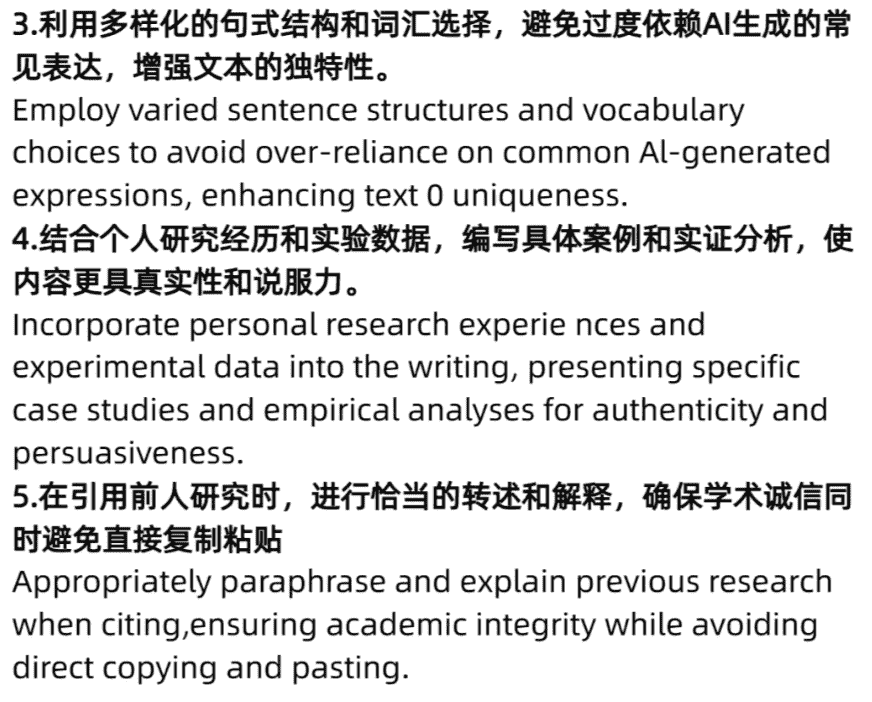 3.利用多样化的句式结构和词汇选择，避免过度依赖AI生成的常
见表达，增强文本的独特性。
Employ varied sentence structures and vocabulary
choices to avoid over-reliance on common Al-generated
expressions, enhancing text 0 uniqueness.
4.结合个人研究经历和实验数据，编写具体案例和实证分析，使
内容更具真实性和说服力。
Incorporate personal research experie nces and
experimental data into the writing, presenting specific
case studies and empirical analyses for authenticity and
persuasiveness.
5.在引用前人研究时，进行恰当的转述和解释，确保学术诚信同
时避免直接复制粘贴
Appropriately paraphrase and explain previous research
when citing,ensuring academic integrity while avoiding
direct copying and pasting.